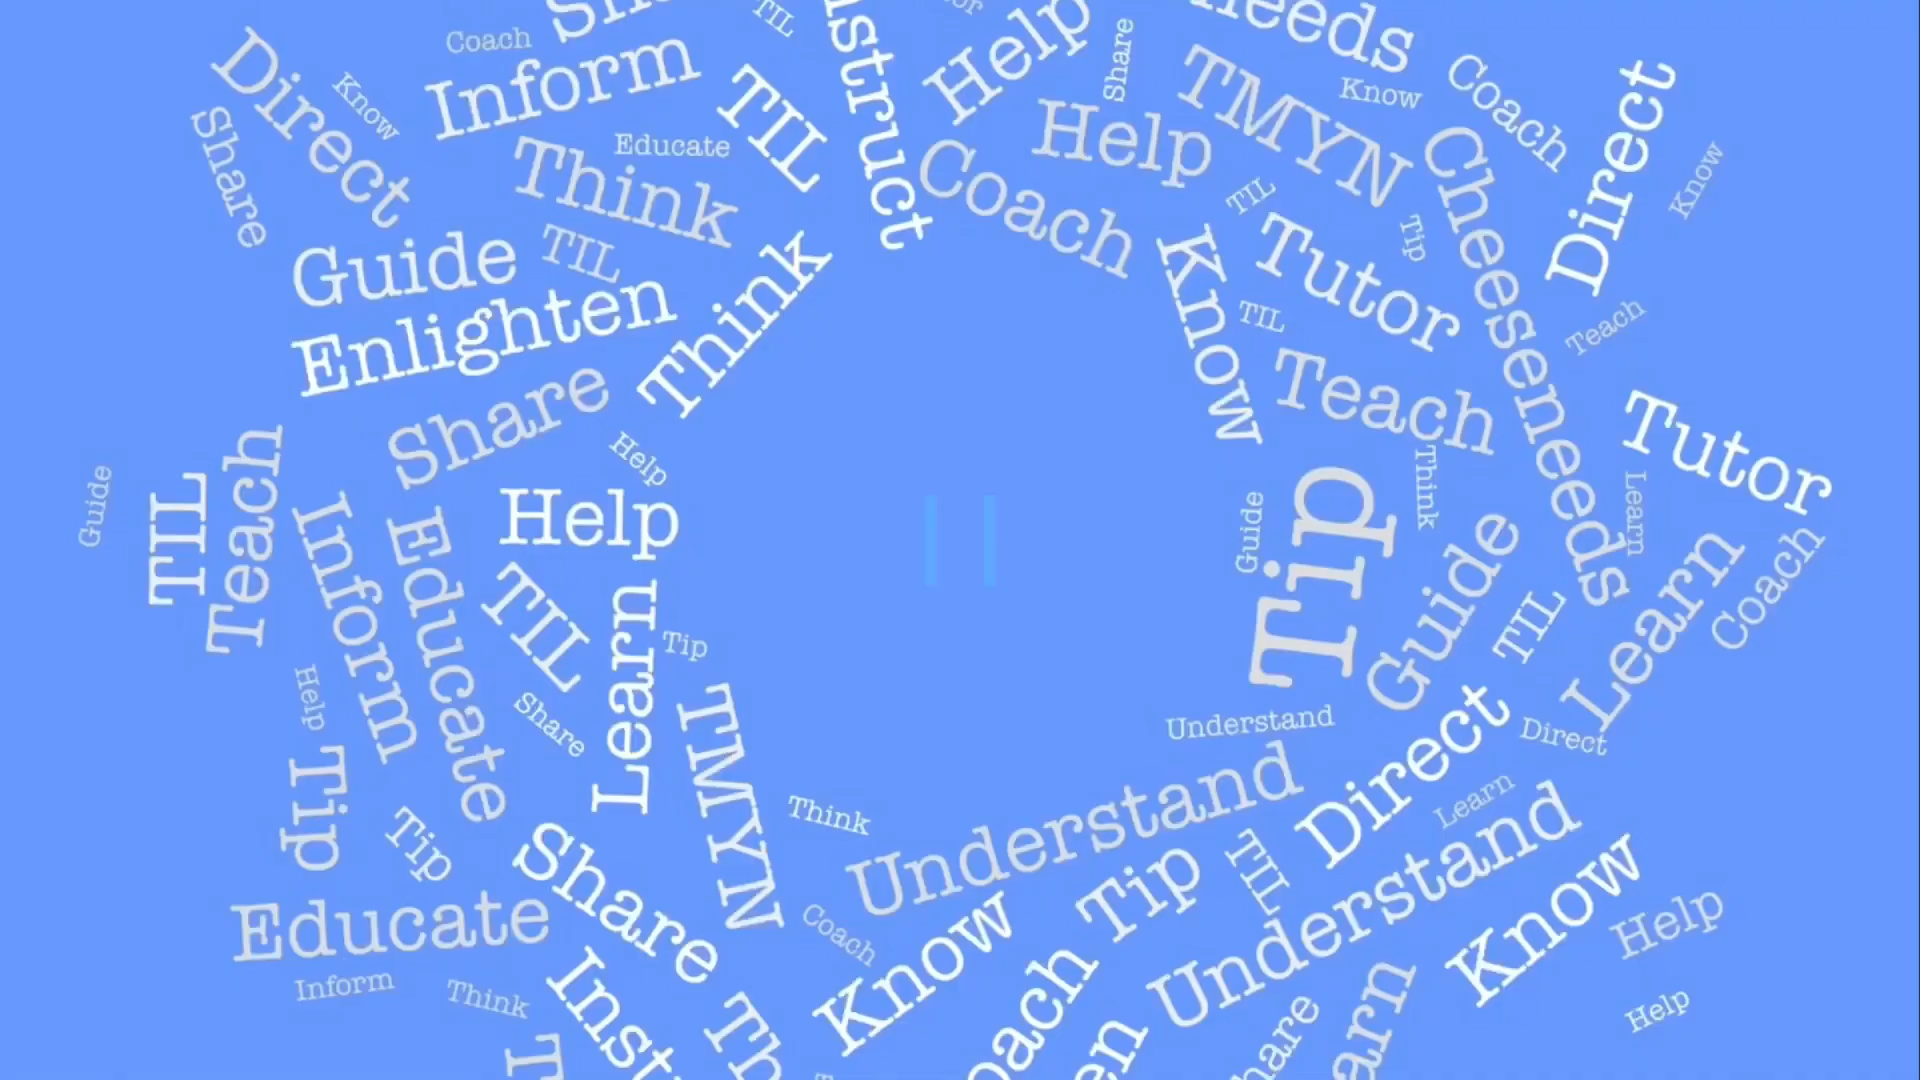 TIL
Help
Share
Coach
Inform
Direct
Know
Share
Educate
Think
TIL
TIL
Guide
Enlighten
Think
Share
Help
Coach
Help
TMYN
Know
Coach
Direct
Know
TIL
Tutor
Tip
Cheeseneeds
Know
TIL
Teach
Teach
Tutor
Guide
TIL
Teach
Inform
Educate
Help
Help
TIL
Learn
Tip
Share
TMYN
Think
Guide
Tip
Think
Guide
Learn
TIL
Learn
Coach
Understand
Direct
Direct
Learn
Help
Tip
Tip
Educate
Share
Inform
Think
Understand
Coach
Know
Tip
TIL
Understand
Know
Help
Help